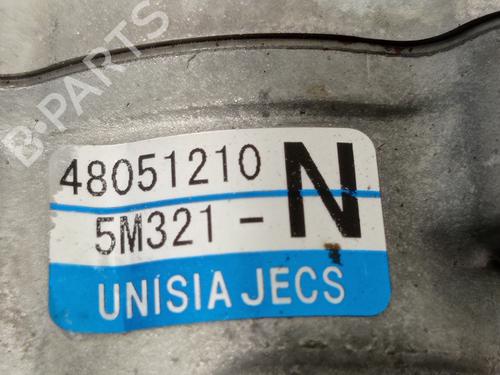 B-PARTS
48051210
5M321- N
UNISIA JECS